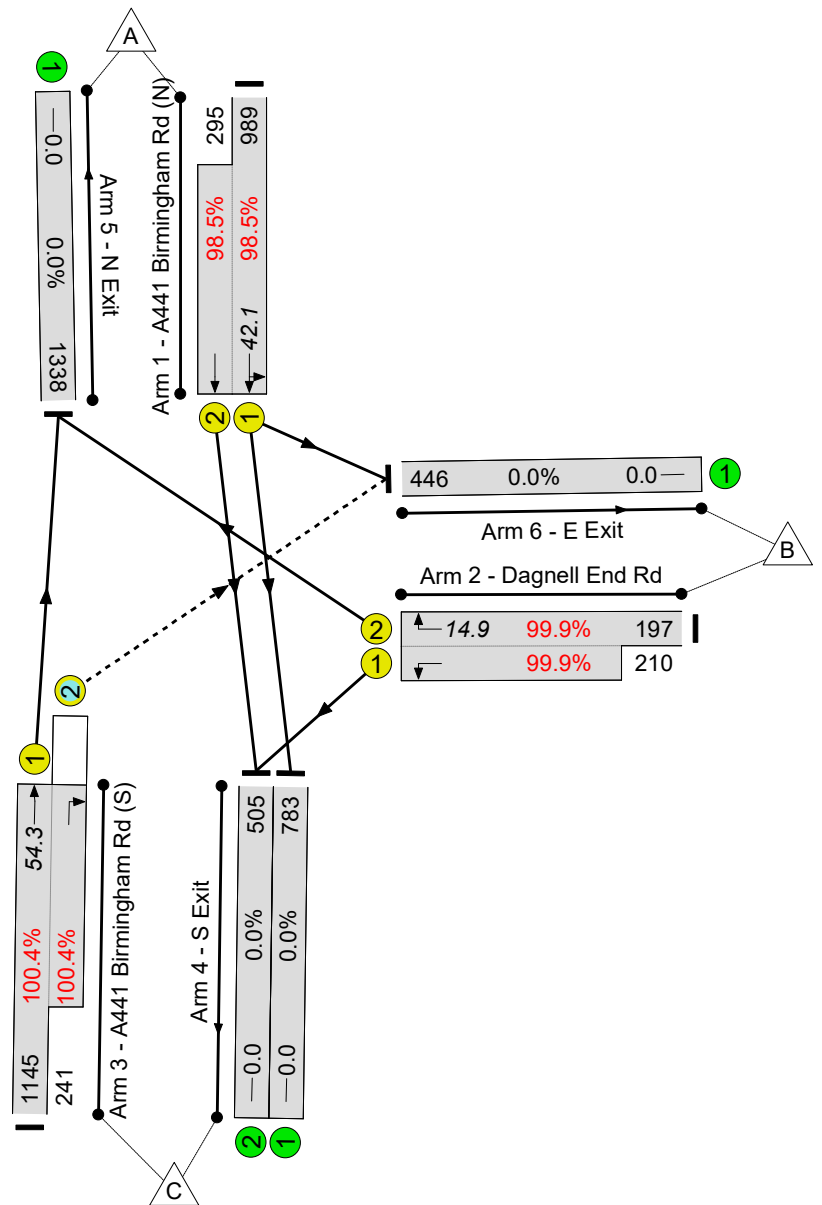 A
1
0.0
0.0%
1338
Arm 5 - N Exit
Arm 1 - A441 Birmingham Rd (N)
295
98.5%
989
98.5%
42.1
2
1
446 0.0% 0.0
1
Arm 6 - E Exit
B
Arm 2 - Dagnell End Rd
2
14.9 99.9% 197
1
99.9% 210
2
1
54.3
100.4%
1145
100.4%
241
Arm 3 - A441 Birmingham Rd (S)
Arm 4 - S Exit
505
0.0%
0.0
783
0.0%
0.0
2
1
C